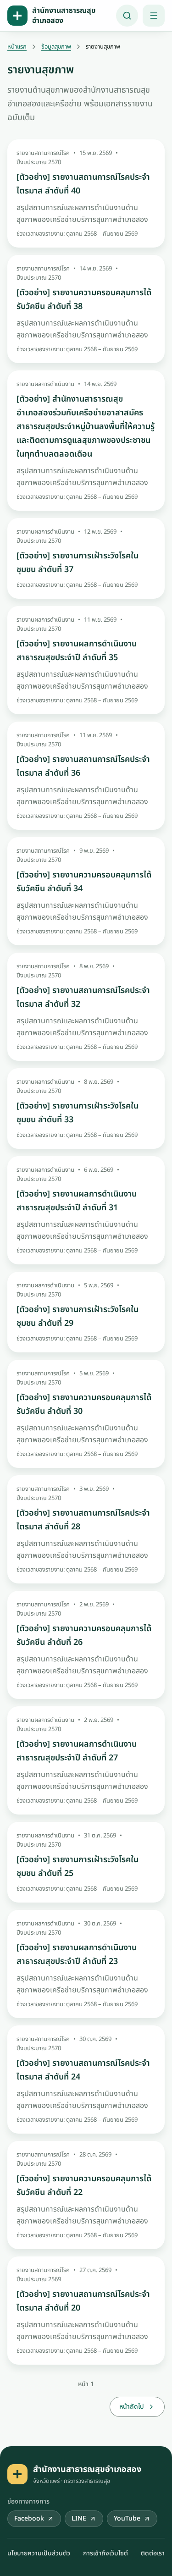 สำนักงานสาธารณสุข
อำเภอสอง
หน้าแรก > ข้อมูลสุขภาพ > รายงานสุขภาพ
รายงานสุขภาพ
รายงานด้านสุขภาพของสำนักงานสาธารณสุข
อำเภอสองและเครือข่าย พร้อมเอกสารรายงาน
ฉบับเต็ม
รายงานสถานการณ์โรค • 15 พ.ย. 2569 •
ปีงบประมาณ 2570
[ตัวอย่าง] รายงานสถานการณ์โรคประจำ
ไตรมาส ลำดับที่ 40
สรุปสถานการณ์และผลการดำเนินงานด้าน
สุขภาพของเครือข่ายบริการสุขภาพอำเภอสอง
ช่วงเวลาของรายงาน: ตุลาคม 2568 – กันยายน 2569
รายงานสถานการณ์โรค • 14 พ.ย. 2569 •
ปีงบประมาณ 2570
[ตัวอย่าง] รายงานความครอบคลุมการได้
รับวัคซีน ลำดับที่ 38
สรุปสถานการณ์และผลการดำเนินงานด้าน
สุขภาพของเครือข่ายบริการสุขภาพอำเภอสอง
ช่วงเวลาของรายงาน: ตุลาคม 2568 – กันยายน 2569
รายงานผลการดำเนินงาน • 14 พ.ย. 2569
[ตัวอย่าง] สำนักงานสาธารณสุข
อำเภอสองร่วมกับเครือข่ายอาสาสมัคร
สาธารณสุขประจำหมู่บ้านลงพื้นที่ให้ความรู้
และติดตามการดูแลสุขภาพของประชาชน
ในทุกตำบลตลอดเดือน
สรุปสถานการณ์และผลการดำเนินงานด้าน
สุขภาพของเครือข่ายบริการสุขภาพอำเภอสอง
ช่วงเวลาของรายงาน: ตุลาคม 2568 – กันยายน 2569
รายงานผลการดำเนินงาน • 12 พ.ย. 2569 •
ปีงบประมาณ 2570
[ตัวอย่าง] รายงานการเฝ้าระวังโรคใน
ชุมชน ลำดับที่ 37
ช่วงเวลาของรายงาน: ตุลาคม 2568 – กันยายน 2569
รายงานผลการดำเนินงาน • 11 พ.ย. 2569 •
ปีงบประมาณ 2570
[ตัวอย่าง] รายงานผลการดำเนินงาน
สาธารณสุขประจำปี ลำดับที่ 35
สรุปสถานการณ์และผลการดำเนินงานด้าน
สุขภาพของเครือข่ายบริการสุขภาพอำเภอสอง
ช่วงเวลาของรายงาน: ตุลาคม 2568 – กันยายน 2569
รายงานสถานการณ์โรค • 11 พ.ย. 2569 •
ปีงบประมาณ 2570
[ตัวอย่าง] รายงานสถานการณ์โรคประจำ
ไตรมาส ลำดับที่ 36
สรุปสถานการณ์และผลการดำเนินงานด้าน
สุขภาพของเครือข่ายบริการสุขภาพอำเภอสอง
ช่วงเวลาของรายงาน: ตุลาคม 2568 – กันยายน 2569
รายงานสถานการณ์โรค • 9 พ.ย. 2569 •
ปีงบประมาณ 2570
[ตัวอย่าง] รายงานความครอบคลุมการได้
รับวัคซีน ลำดับที่ 34
สรุปสถานการณ์และผลการดำเนินงานด้าน
สุขภาพของเครือข่ายบริการสุขภาพอำเภอสอง
ช่วงเวลาของรายงาน: ตุลาคม 2568 – กันยายน 2569
รายงานสถานการณ์โรค • 8 พ.ย. 2569 •
ปีงบประมาณ 2570
[ตัวอย่าง] รายงานสถานการณ์โรคประจำ
ไตรมาส ลำดับที่ 32
สรุปสถานการณ์และผลการดำเนินงานด้าน
สุขภาพของเครือข่ายบริการสุขภาพอำเภอสอง
ช่วงเวลาของรายงาน: ตุลาคม 2568 – กันยายน 2569
รายงานผลการดำเนินงาน • 8 พ.ย. 2569 •
ปีงบประมาณ 2570
[ตัวอย่าง] รายงานการเฝ้าระวังโรคใน
ชุมชน ลำดับที่ 33
ช่วงเวลาของรายงาน: ตุลาคม 2568 – กันยายน 2569
รายงานผลการดำเนินงาน • 6 พ.ย. 2569 •
ปีงบประมาณ 2570
[ตัวอย่าง] รายงานผลการดำเนินงาน
สาธารณสุขประจำปี ลำดับที่ 31
สรุปสถานการณ์และผลการดำเนินงานด้าน
สุขภาพของเครือข่ายบริการสุขภาพอำเภอสอง
ช่วงเวลาของรายงาน: ตุลาคม 2568 – กันยายน 2569
รายงานผลการดำเนินงาน • 5 พ.ย. 2569 •
ปีงบประมาณ 2570
[ตัวอย่าง] รายงานการเฝ้าระวังโรคใน
ชุมชน ลำดับที่ 29
ช่วงเวลาของรายงาน: ตุลาคม 2568 – กันยายน 2569
รายงานสถานการณ์โรค • 5 พ.ย. 2569 •
ปีงบประมาณ 2570
[ตัวอย่าง] รายงานความครอบคลุมการได้
รับวัคซีน ลำดับที่ 30
สรุปสถานการณ์และผลการดำเนินงานด้าน
สุขภาพของเครือข่ายบริการสุขภาพอำเภอสอง
ช่วงเวลาของรายงาน: ตุลาคม 2568 – กันยายน 2569
รายงานสถานการณ์โรค • 3 พ.ย. 2569 •
ปีงบประมาณ 2570
[ตัวอย่าง] รายงานสถานการณ์โรคประจำ
ไตรมาส ลำดับที่ 28
สรุปสถานการณ์และผลการดำเนินงานด้าน
สุขภาพของเครือข่ายบริการสุขภาพอำเภอสอง
ช่วงเวลาของรายงาน: ตุลาคม 2568 – กันยายน 2569
รายงานสถานการณ์โรค • 2 พ.ย. 2569 •
ปีงบประมาณ 2570
[ตัวอย่าง] รายงานความครอบคลุมการได้
รับวัคซีน ลำดับที่ 26
สรุปสถานการณ์และผลการดำเนินงานด้าน
สุขภาพของเครือข่ายบริการสุขภาพอำเภอสอง
ช่วงเวลาของรายงาน: ตุลาคม 2568 – กันยายน 2569
รายงานผลการดำเนินงาน • 2 พ.ย. 2569 •
ปีงบประมาณ 2570
[ตัวอย่าง] รายงานผลการดำเนินงาน
สาธารณสุขประจำปี ลำดับที่ 27
สรุปสถานการณ์และผลการดำเนินงานด้าน
สุขภาพของเครือข่ายบริการสุขภาพอำเภอสอง
ช่วงเวลาของรายงาน: ตุลาคม 2568 – กันยายน 2569
รายงานผลการดำเนินงาน • 31 ต.ค. 2569 •
ปีงบประมาณ 2570
[ตัวอย่าง] รายงานการเฝ้าระวังโรคใน
ชุมชน ลำดับที่ 25
ช่วงเวลาของรายงาน: ตุลาคม 2568 – กันยายน 2569
รายงานผลการดำเนินงาน • 30 ต.ค. 2569 •
ปีงบประมาณ 2570
[ตัวอย่าง] รายงานผลการดำเนินงาน
สาธารณสุขประจำปี ลำดับที่ 23
สรุปสถานการณ์และผลการดำเนินงานด้าน
สุขภาพของเครือข่ายบริการสุขภาพอำเภอสอง
ช่วงเวลาของรายงาน: ตุลาคม 2568 – กันยายน 2569
รายงานสถานการณ์โรค • 30 ต.ค. 2569 •
ปีงบประมาณ 2570
[ตัวอย่าง] รายงานสถานการณ์โรคประจำ
ไตรมาส ลำดับที่ 24
สรุปสถานการณ์และผลการดำเนินงานด้าน
สุขภาพของเครือข่ายบริการสุขภาพอำเภอสอง
ช่วงเวลาของรายงาน: ตุลาคม 2568 – กันยายน 2569
รายงานสถานการณ์โรค • 28 ต.ค. 2569 •
ปีงบประมาณ 2570
[ตัวอย่าง] รายงานความครอบคลุมการได้
รับวัคซีน ลำดับที่ 22
สรุปสถานการณ์และผลการดำเนินงานด้าน
สุขภาพของเครือข่ายบริการสุขภาพอำเภอสอง
ช่วงเวลาของรายงาน: ตุลาคม 2568 – กันยายน 2569
รายงานสถานการณ์โรค • 27 ต.ค. 2569 •
ปีงบประมาณ 2569
[ตัวอย่าง] รายงานสถานการณ์โรคประจำ
ไตรมาส ลำดับที่ 20
สรุปสถานการณ์และผลการดำเนินงานด้าน
สุขภาพของเครือข่ายบริการสุขภาพอำเภอสอง
ช่วงเวลาของรายงาน: ตุลาคม 2568 – กันยายน 2569
หน้า 1
หน้าถัดไป >
สำนักงานสาธารณสุขอำเภอสอง
จังหวัดแพร่ · กระทรวงสาธารณสุข
ช่องทางทางการ
Facebook LINE YouTube
นโยบายความเป็นส่วนตัว การเข้าถึงเว็บไซต์ ติดต่อเรา